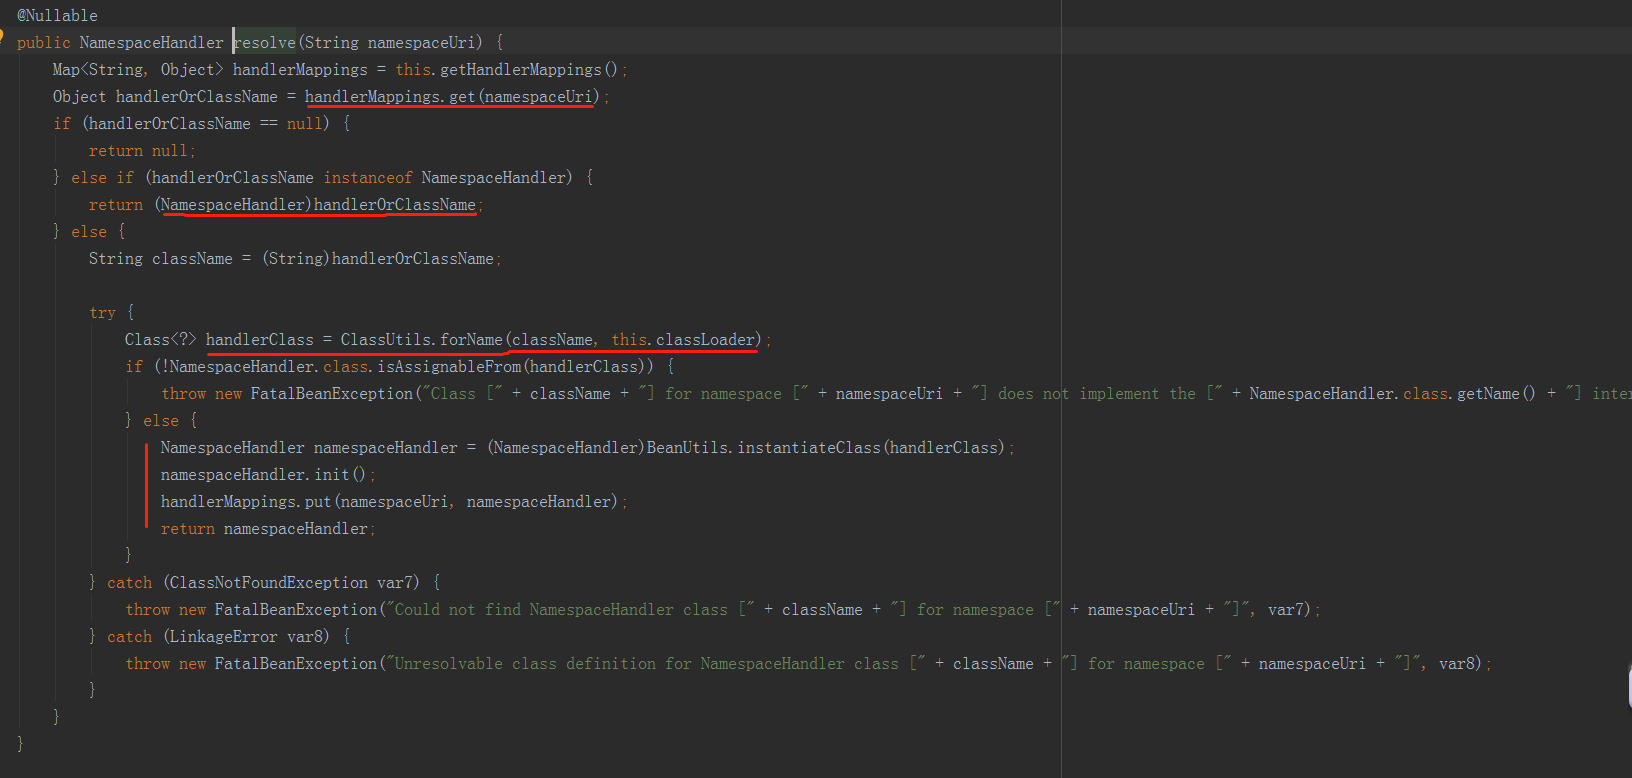 @Nullable
public NamespaceHandler resolve(String namespaceUri) {
Map<String, Object> handlerMappings = this.getHandlerMappings();
Object handlerOrClassName = handlerMappings.get(namespaceUri);
if (handlerOrClassName == null) {
return null;
} else if (handlerOrClassName instanceof NamespaceHandler) {
return (NamespaceHandler)handlerOrClassName;
} else {
String className = (String)handlerOrClassName;
try {
Class<?> handlerClass = ClassUtils.forName(className, this.classLoader);
if (!NamespaceHandler.class.isAssignableFrom(handlerClass)) {
throw new FatalBeanException("Class [" + className + "] for namespace [" + namespaceUri + "] does not implement the [" + NamespaceHandler.class.getName() + "] inter
} else {
NamespaceHandler namespaceHandler = (NamespaceHandler)BeanUtils.instantiateClass(handlerClass);
namespaceHandler.init();
handlerMappings.put(namespaceUri, namespaceHandler);
return namespaceHandler;
}
} catch (ClassNotFoundException var7) {
throw new FatalBeanException("Could not find NamespaceHandler class [" + className + "] for namespace [" + namespaceUri + "]", var7);
} catch (LinkageError var8) {
throw new FatalBeanException("Unresolvable class definition for NamespaceHandler class [" + className + "] for namespace [" + namespaceUri + "]", var8);
}
}
}